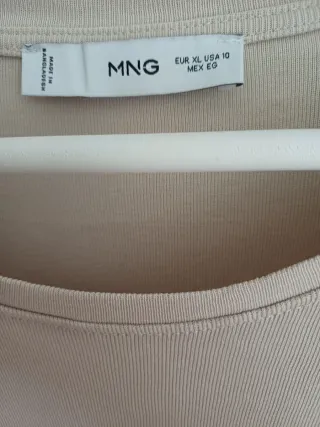 MADE IN
BANGLADESH
MNG
EUR XL USA 10
MEX EG